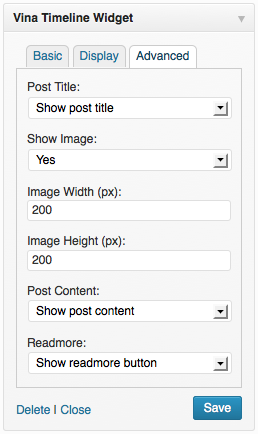 Vina Timeline Widget
Basic Display Advanced
Post Title:
Show post title
Show Image:
Yes
Image Width (px):
200
Image Height (px):
200
Post Content:
Show post content
Readmore:
Show readmore button
Delete | Close Save